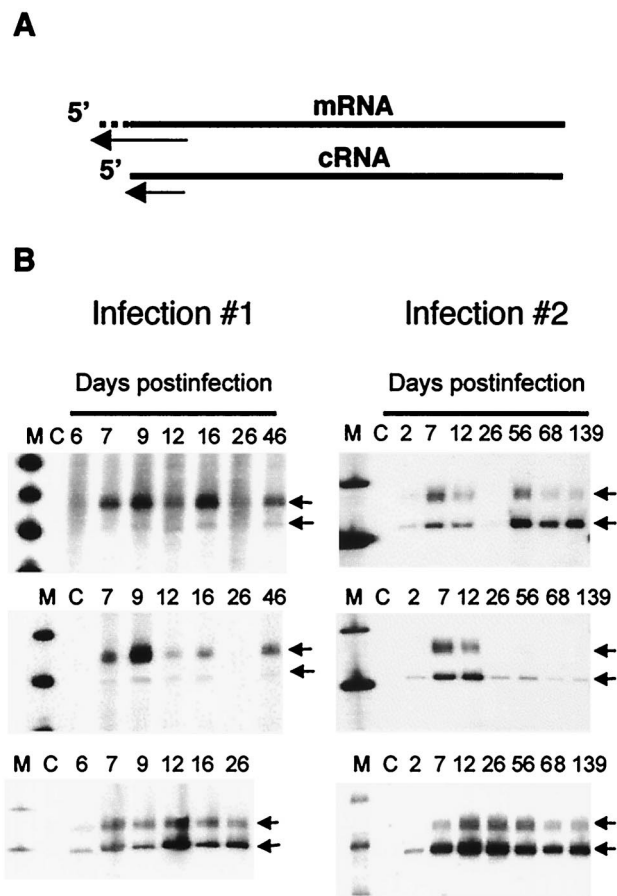 A
5' mRNA
5' cRNA
B
Infection #1
Infection #2
Days postinfection
Days postinfection
M C 6 7 9 12 16 26 46
M C 2 7 12 26 56 68 139
M C 7 9 12 16 26 46
M C 2 7 12 26 56 68 139
M C 6 7 9 12 16 26
M C 2 7 12 26 56 68 139